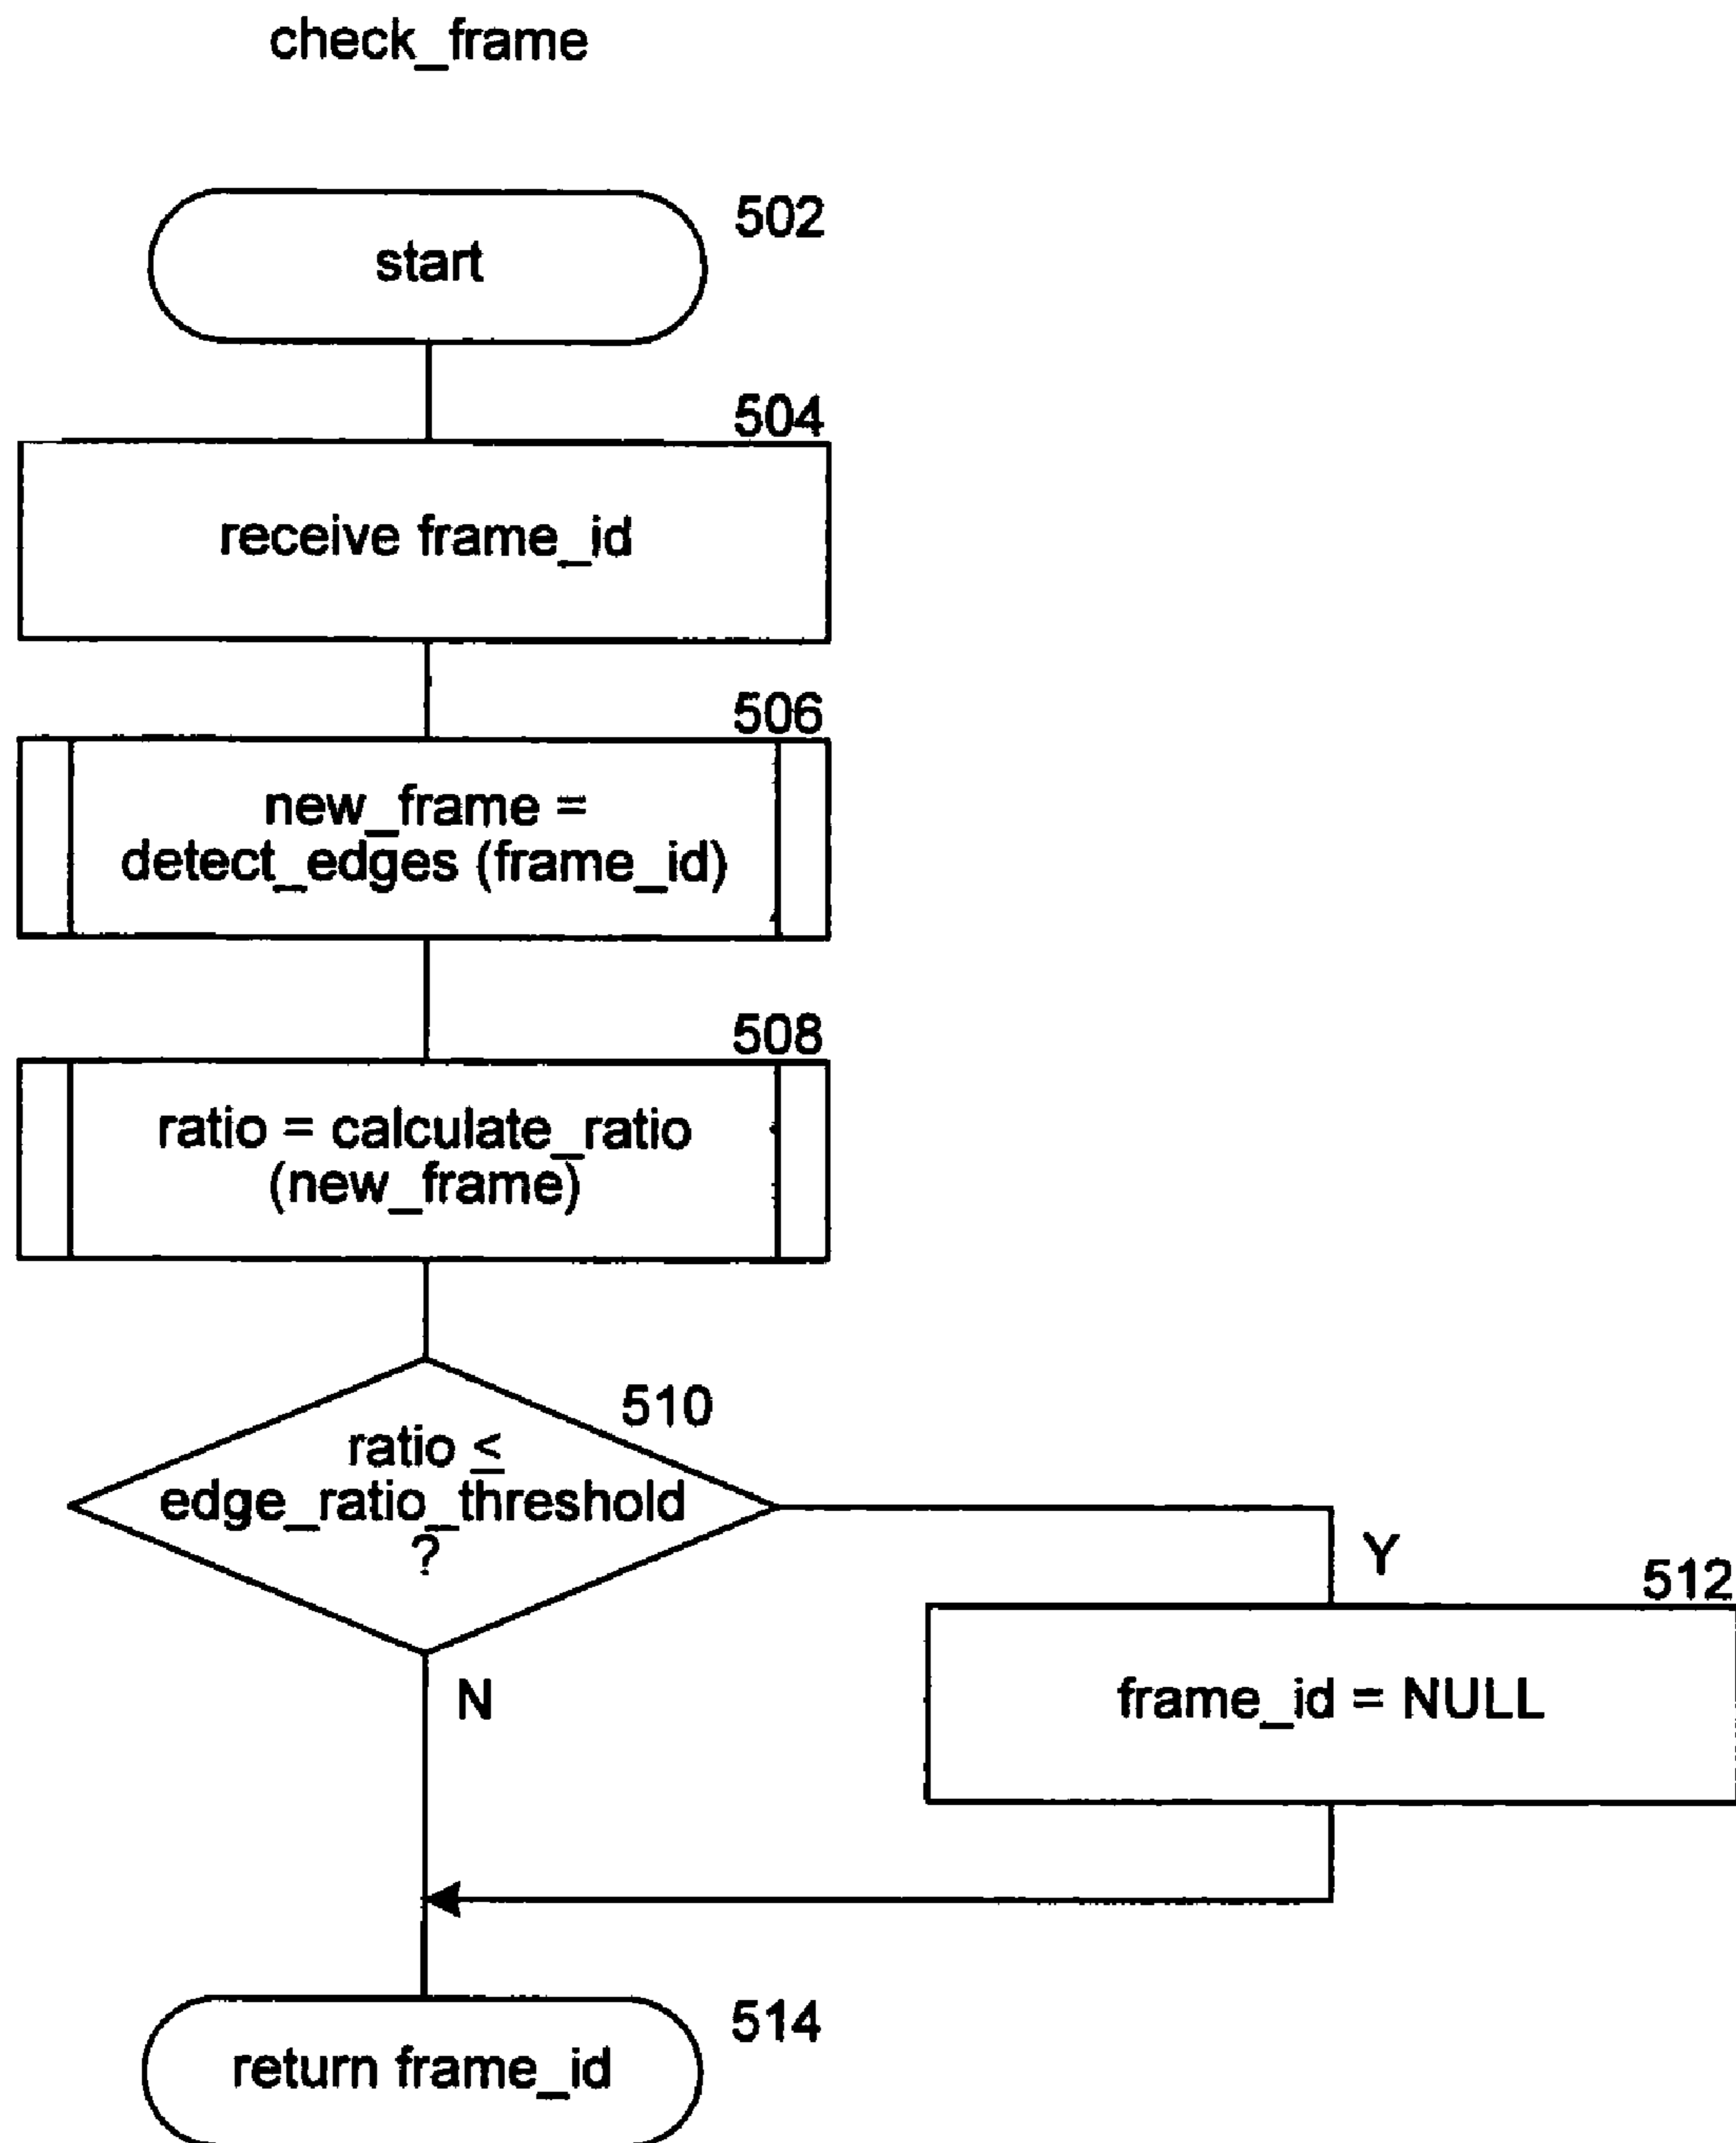 check_frame
502
start
504
receive frame_id
506
new_frame =
detect_edges (frame_id)
508
ratio = calculate_ratio
(new_frame)
510
ratio ≤
edge_ratio_threshold
?
Y
512
N
frame_id = NULL
514
return frame_id